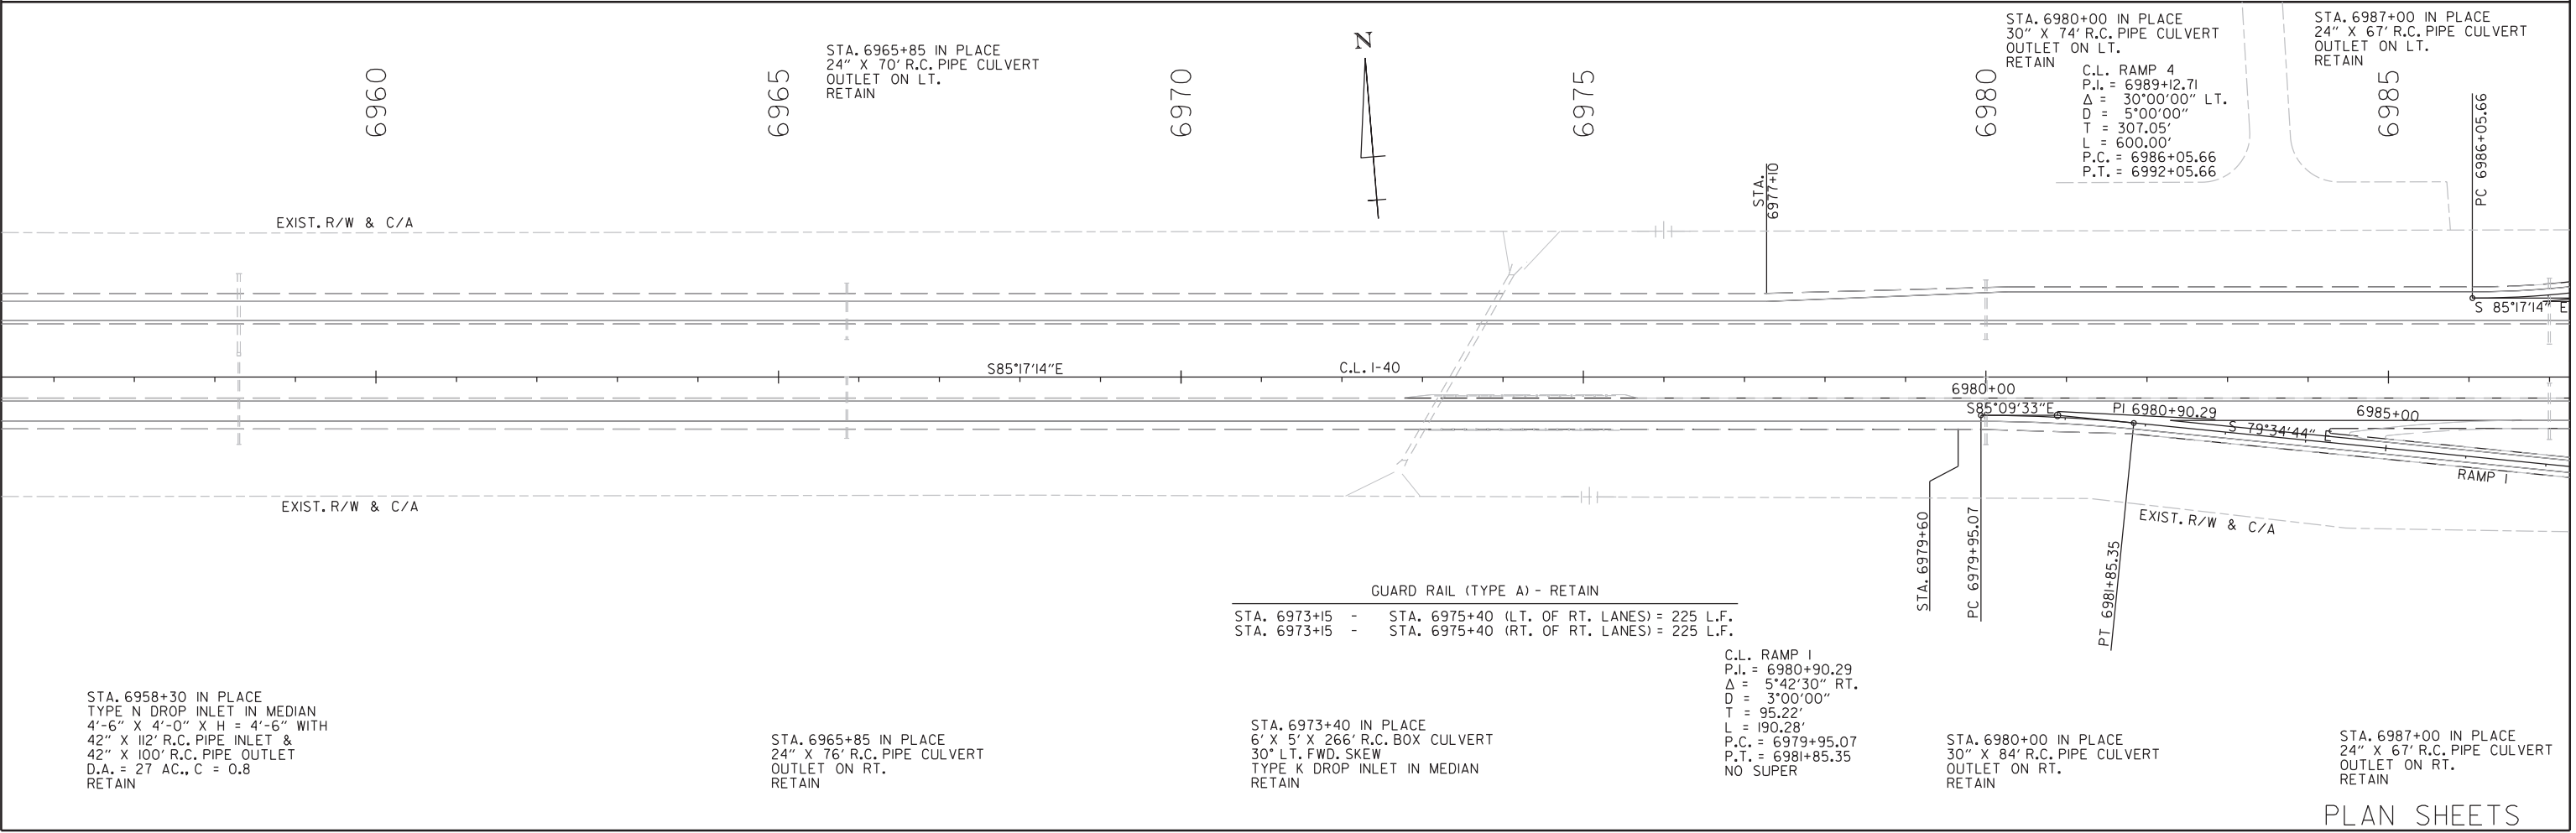 STA. 6965+85 IN PLACE
24" X 70' R.C. PIPE CULVERT
OUTLET ON LT.
RETAIN
N
STA. 6980+00 IN PLACE
30" X 74' R.C. PIPE CULVERT
OUTLET ON LT.
RETAIN
C.L. RAMP 4
P.I. = 6989+12.71
Δ = 30°00'00" LT.
D = 5°00'00"
T = 307.05'
L = 600.00'
P.C. = 6986+05.66
P.T. = 6992+05.66
STA. 6987+00 IN PLACE
24" X 67' R.C. PIPE CULVERT
OUTLET ON LT.
RETAIN
6960
6965
6970
6975
6980
6985
STA.
6977+10
PC 6986+05.66
EXIST. R/W & C/A
S 85°17'14" E
S85°17'14"E
C.L. I-40
6980+00
S85°09'33"E
PI 6980+90.29
6985+00
S 79°34'44" E
RAMP 1
EXIST. R/W & C/A
EXIST. R/W & C/A
STA. 6979+60
PC 6979+95.07
PT 6981+85.35
GUARD RAIL (TYPE A) - RETAIN
STA. 6973+15 - STA. 6975+40 (LT. OF RT. LANES) = 225 L.F.
STA. 6973+15 - STA. 6975+40 (RT. OF RT. LANES) = 225 L.F.
STA. 6958+30 IN PLACE
TYPE N DROP INLET IN MEDIAN
4'-6" X 4'-0" X H = 4'-6" WITH
42" X 112' R.C. PIPE INLET &
42" X 100' R.C. PIPE OUTLET
D.A. = 27 AC., C = 0.8
RETAIN
STA. 6965+85 IN PLACE
24" X 76' R.C. PIPE CULVERT
OUTLET ON RT.
RETAIN
STA. 6973+40 IN PLACE
6' X 5' X 266' R.C. BOX CULVERT
30° LT. FWD. SKEW
TYPE K DROP INLET IN MEDIAN
RETAIN
C.L. RAMP 1
P.I. = 6980+90.29
Δ = 5°42'30" RT.
D = 3°00'00"
T = 95.22'
L = 190.28'
P.C. = 6979+95.07
P.T. = 6981+85.35
NO SUPER
STA. 6980+00 IN PLACE
30" X 84' R.C. PIPE CULVERT
OUTLET ON RT.
RETAIN
STA. 6987+00 IN PLACE
24" X 67' R.C. PIPE CULVERT
OUTLET ON RT.
RETAIN
PLAN SHEETS